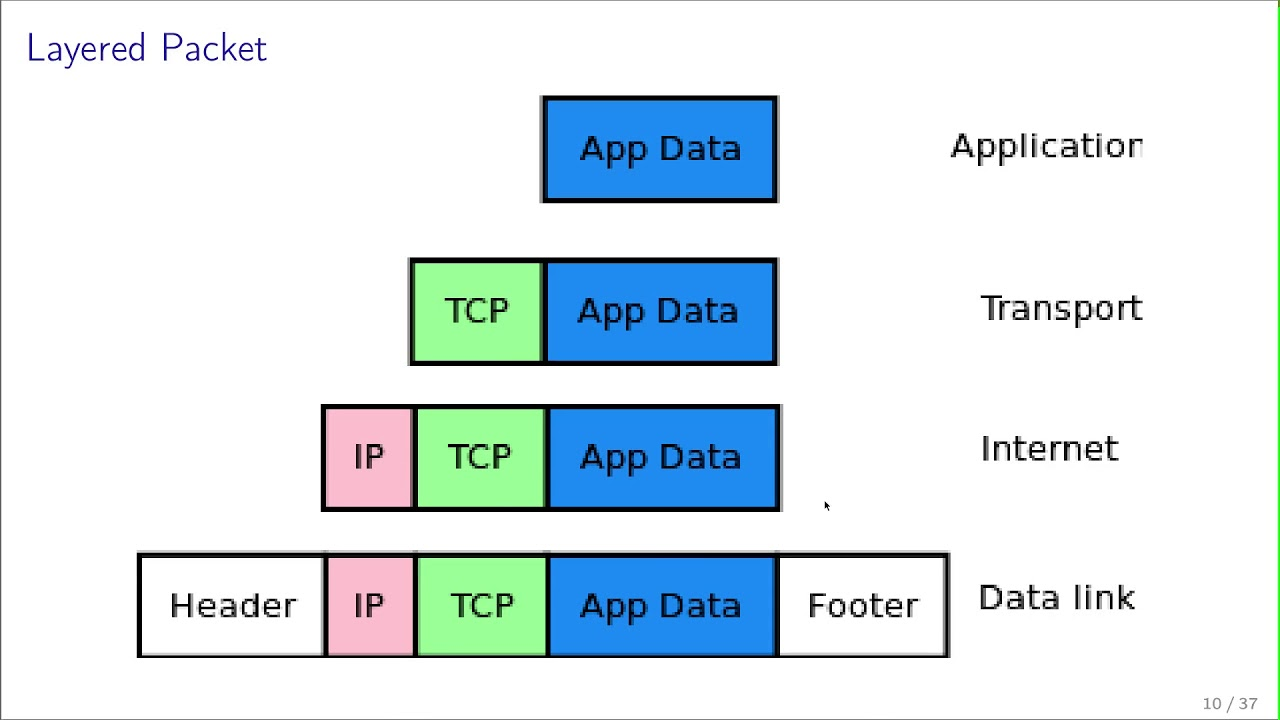 Layered Packet
App Data Application
TCP App Data Transport
IP TCP App Data Internet
Header IP TCP App Data Footer Data link
10 / 37